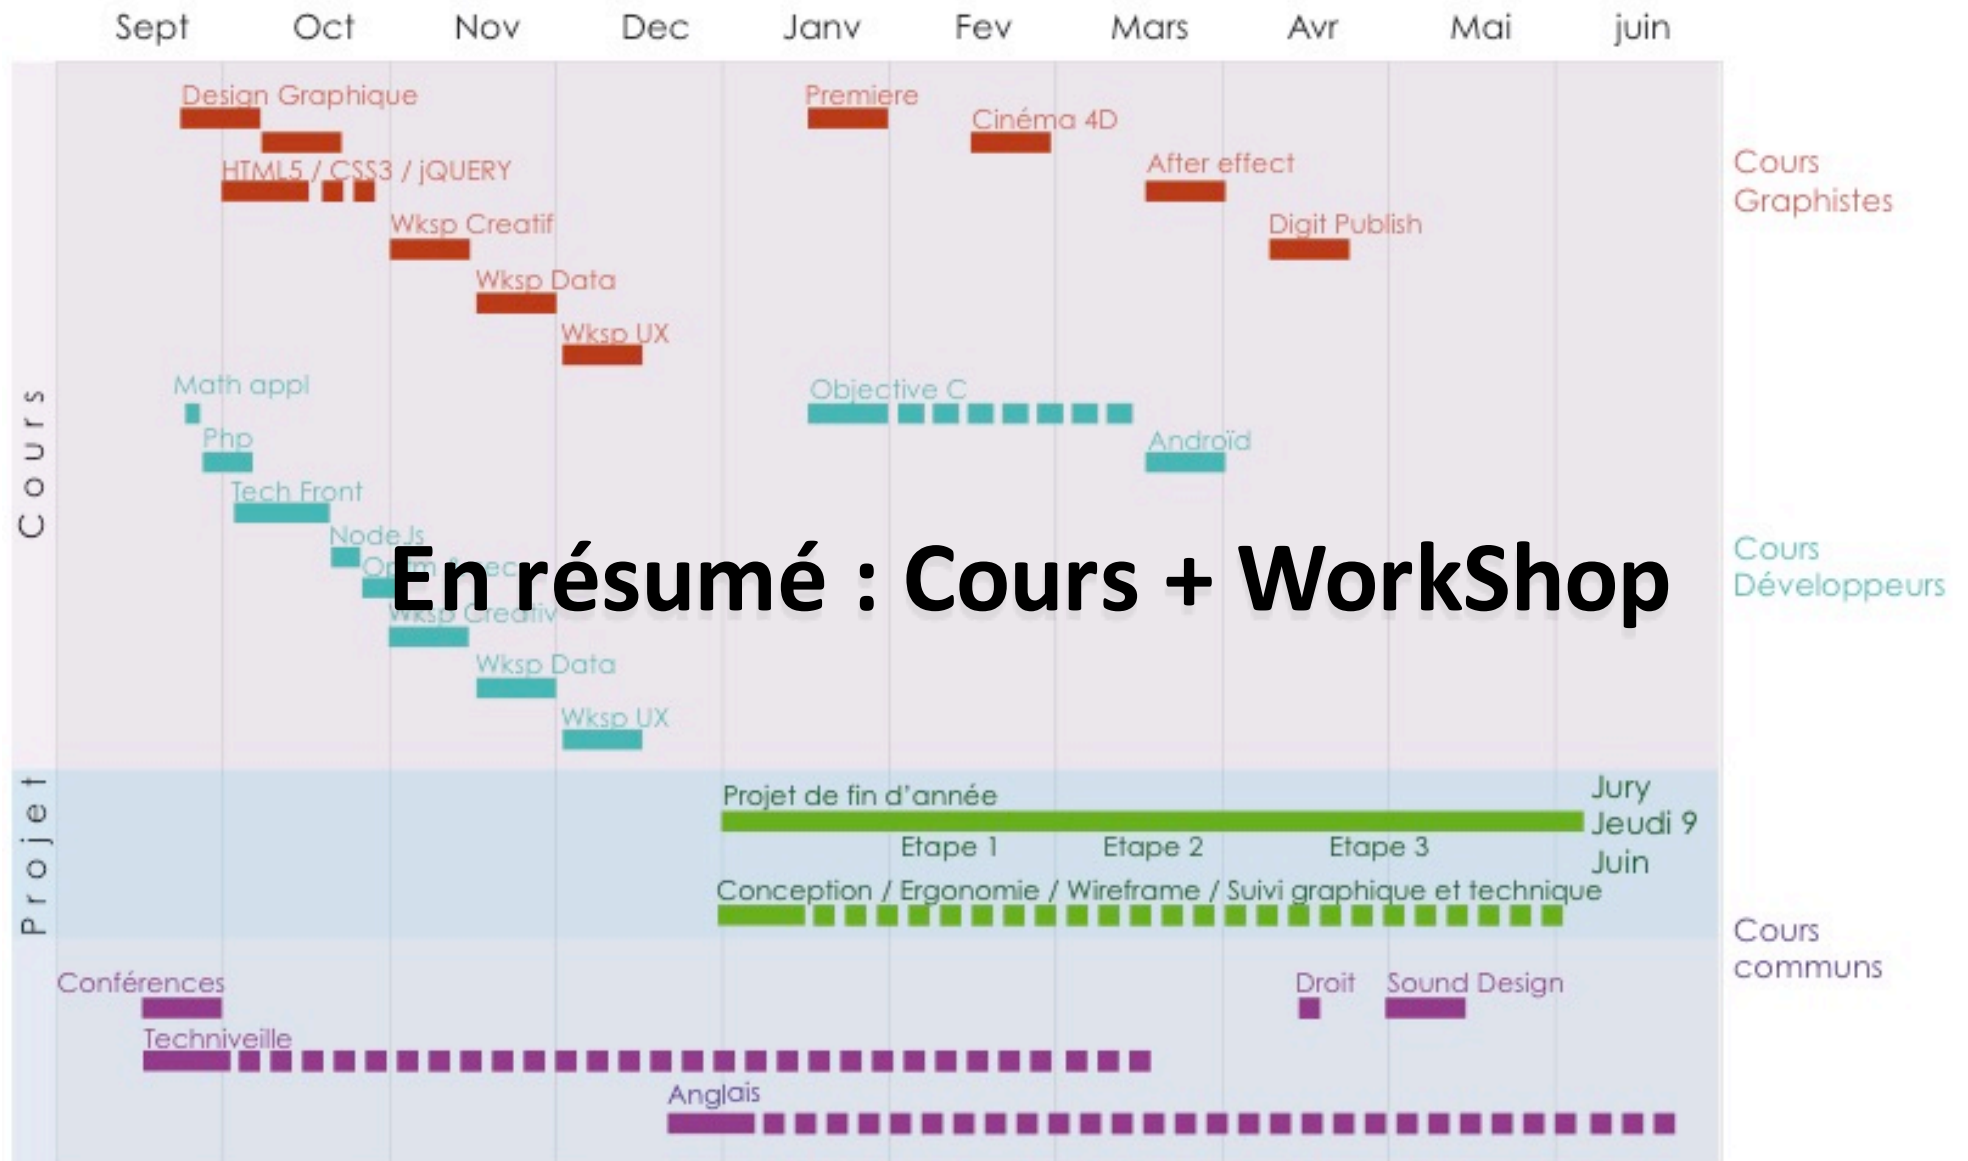 Sept Oct Nov Dec Janv Fev Mars Avr Mai juin
Design Graphique
Premiere
Cinéma 4D
HTML5 / CSS3 / jQUERY
After effect
Cours
Graphistes
Wksp Creatif
Digit Publish
Wksp Data
Wksp UX
Cours
Math appl
Objective C
Php
Androïd
Tech Front
NodeJs
En résumé : Cours + WorkShop
Cours
Développeurs
Wksp Creativ
Wksp Data
Wksp UX
Projet
Projet de fin d'année
Jury
Jeudi 9
Juin
Etape 1 Etape 2 Etape 3
Conception / Ergonomie / Wireframe / Suivi graphique et technique
Cours
communs
Conférences
Droit
Sound Design
Techniveille
Anglais